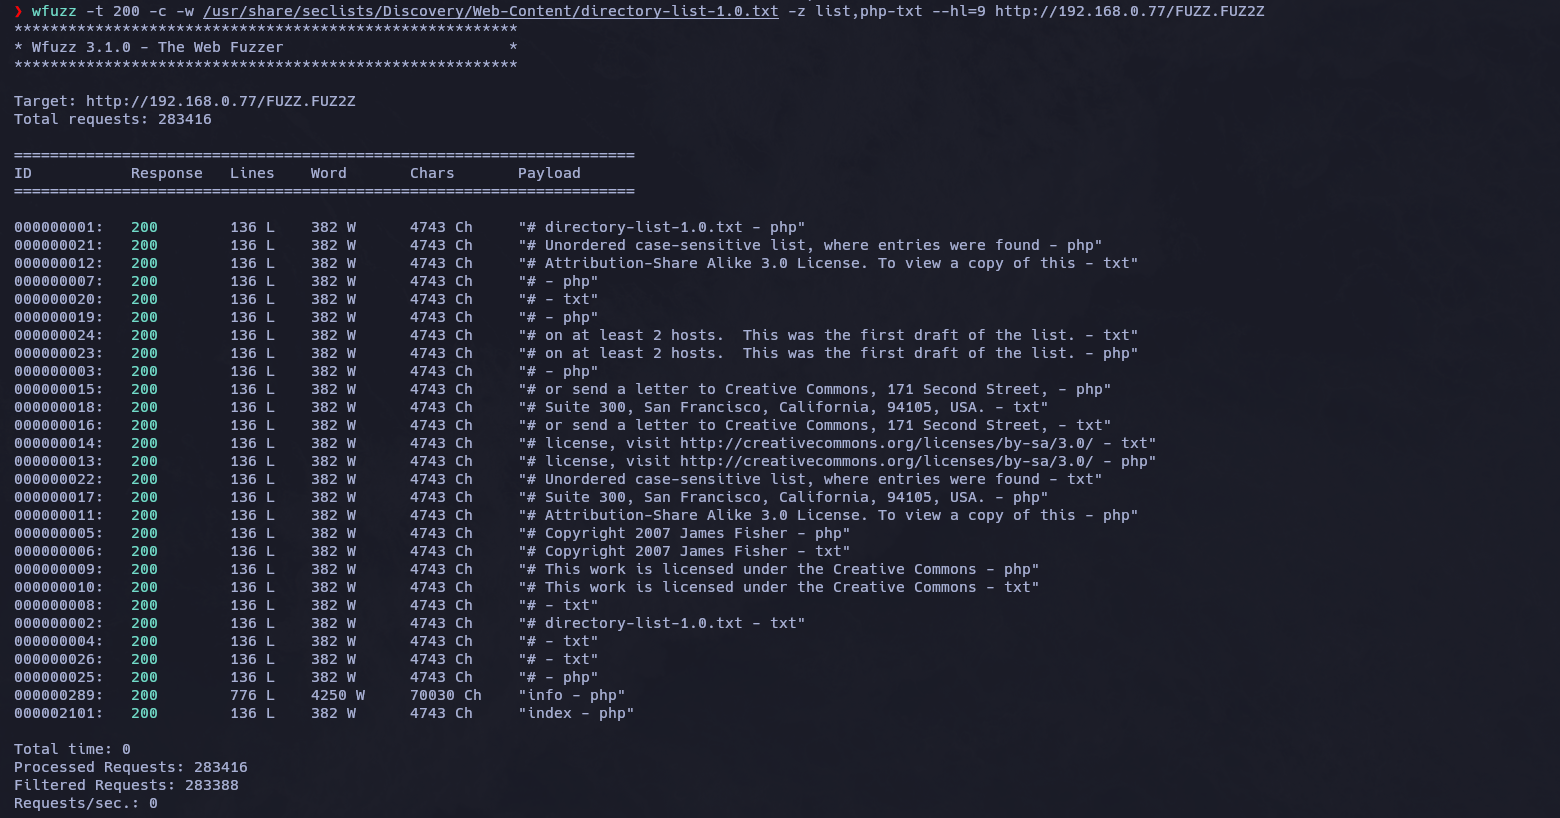 ❯ wfuzz -t 200 -c -w /usr/share/seclists/Discovery/Web-Content/directory-list-1.0.txt -z list,php-txt --hl=9 http://192.168.0.77/FUZZ.FUZ2Z
********************************************************
* Wfuzz 3.1.0 - The Web Fuzzer                         *
********************************************************
Target: http://192.168.0.77/FUZZ.FUZ2Z
Total requests: 283416
=====================================================================
ID           Response   Lines    Word       Chars       Payload
=====================================================================
000000001:   200        136 L    382 W      4743 Ch     "# directory-list-1.0.txt - php"
000000021:   200        136 L    382 W      4743 Ch     "# Unordered case-sensitive list, where entries were found - php"
000000012:   200        136 L    382 W      4743 Ch     "# Attribution-Share Alike 3.0 License. To view a copy of this - txt"
000000007:   200        136 L    382 W      4743 Ch     "# - php"
000000020:   200        136 L    382 W      4743 Ch     "# - txt"
000000019:   200        136 L    382 W      4743 Ch     "# - php"
000000024:   200        136 L    382 W      4743 Ch     "# on at least 2 hosts.  This was the first draft of the list. - txt"
000000023:   200        136 L    382 W      4743 Ch     "# on at least 2 hosts.  This was the first draft of the list. - php"
000000003:   200        136 L    382 W      4743 Ch     "# - php"
000000015:   200        136 L    382 W      4743 Ch     "# or send a letter to Creative Commons, 171 Second Street, - php"
000000018:   200        136 L    382 W      4743 Ch     "# Suite 300, San Francisco, California, 94105, USA. - txt"
000000016:   200        136 L    382 W      4743 Ch     "# or send a letter to Creative Commons, 171 Second Street, - txt"
000000014:   200        136 L    382 W      4743 Ch     "# license, visit http://creativecommons.org/licenses/by-sa/3.0/ - txt"
000000013:   200        136 L    382 W      4743 Ch     "# license, visit http://creativecommons.org/licenses/by-sa/3.0/ - php"
000000022:   200        136 L    382 W      4743 Ch     "# Unordered case-sensitive list, where entries were found - txt"
000000017:   200        136 L    382 W      4743 Ch     "# Suite 300, San Francisco, California, 94105, USA. - php"
000000011:   200        136 L    382 W      4743 Ch     "# Attribution-Share Alike 3.0 License. To view a copy of this - php"
000000005:   200        136 L    382 W      4743 Ch     "# Copyright 2007 James Fisher - php"
000000006:   200        136 L    382 W      4743 Ch     "# Copyright 2007 James Fisher - txt"
000000009:   200        136 L    382 W      4743 Ch     "# This work is licensed under the Creative Commons - php"
000000010:   200        136 L    382 W      4743 Ch     "# This work is licensed under the Creative Commons - txt"
000000008:   200        136 L    382 W      4743 Ch     "# - txt"
000000002:   200        136 L    382 W      4743 Ch     "# directory-list-1.0.txt - txt"
000000004:   200        136 L    382 W      4743 Ch     "# - txt"
000000026:   200        136 L    382 W      4743 Ch     "# - txt"
000000025:   200        136 L    382 W      4743 Ch     "# - php"
000000289:   200        776 L    4250 W     70030 Ch    "info - php"
000002101:   200        136 L    382 W      4743 Ch     "index - php"
Total time: 0
Processed Requests: 283416
Filtered Requests: 283388
Requests/sec.: 0